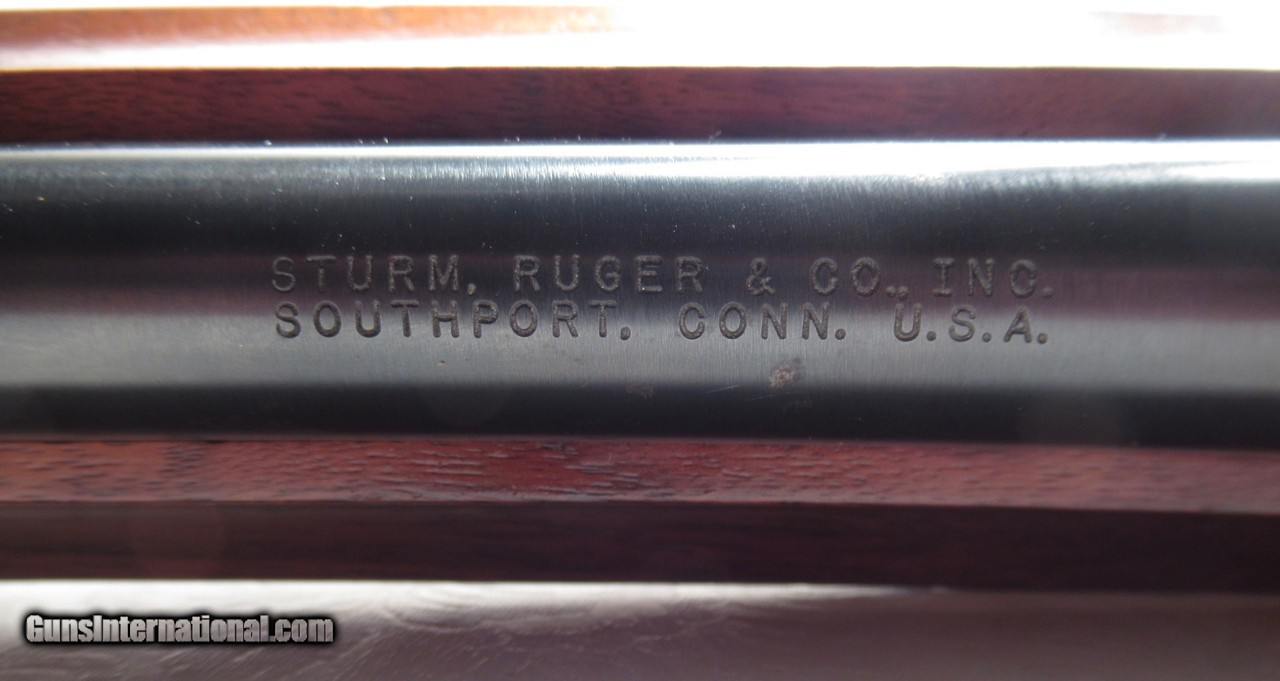 STURM, RUGER & CO., INC.
SOUTHPORT, CONN. U.S.A.
GunsInternational.com